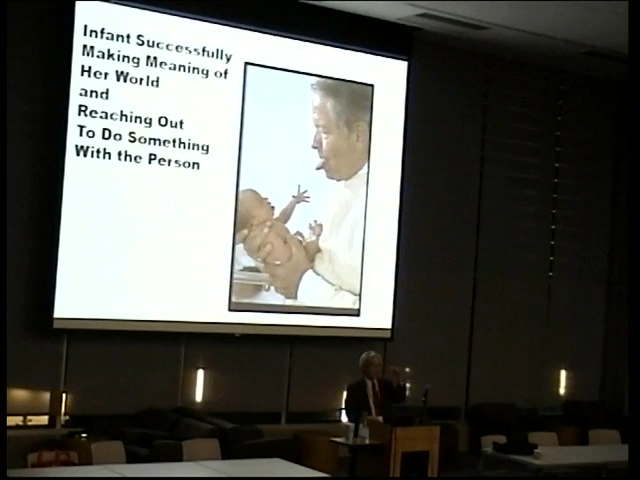 Infant Successfully
Making Meaning of
Her World
and
Reaching Out
To Do Something
With the Person